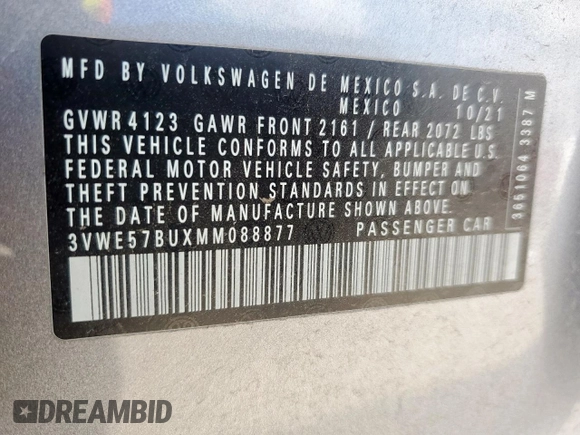 MFD BY VOLKSWAGEN DE MEXICO S.A. DE C.V.
MEXICO 10/21
GVWR 4123 GAWR FRONT 2161 / REAR 2072 LBS
THIS VEHICLE CONFORMS TO ALL APPLICABLE U.S.
FEDERAL MOTOR VEHICLE SAFETY, BUMPER AND
THEFT PREVENTION STANDARDS IN EFFECT ON
THE DATE OF MANUFACTURE SHOWN ABOVE.
3VWE57BUXMM088877 PASSENGER CAR
3651064 3387 M
DREAMBID